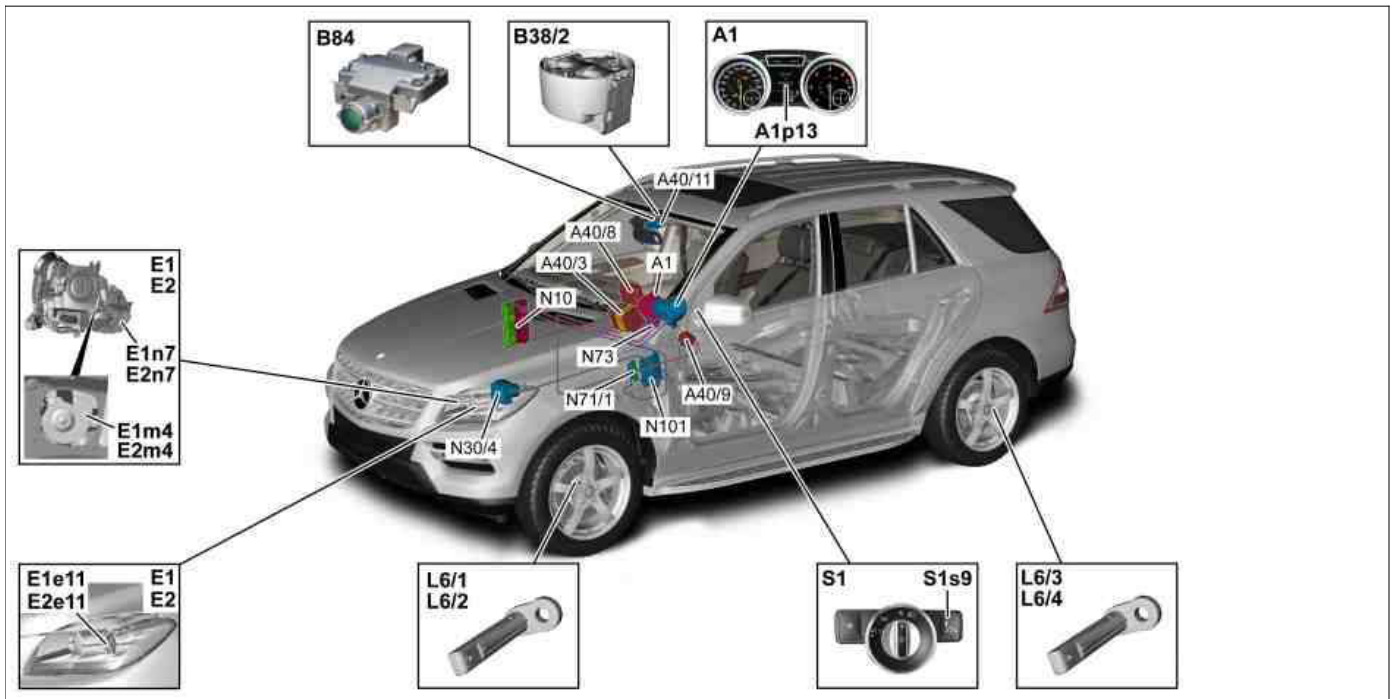 B84
B38/2
A1
A1p13
A40/11
A40/8
A40/3
A1
N10
E1
E2
E1n7
E2n7
E1m4
E2m4
N73
N71/1
A40/9
N101
N30/4
E1e11
E2e11
E1
E2
L6/1
L6/2
S1
S1s9
L6/3
L6/4